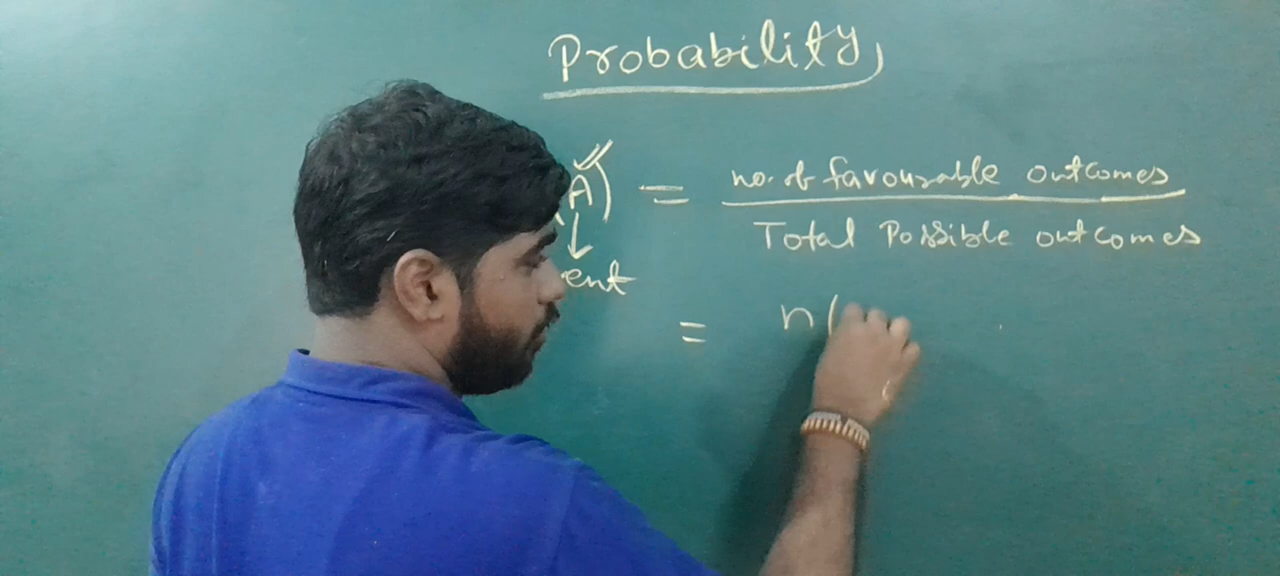 Probability
A) = no. of favourable outcomes
Total Possible outcomes
ent
= n(